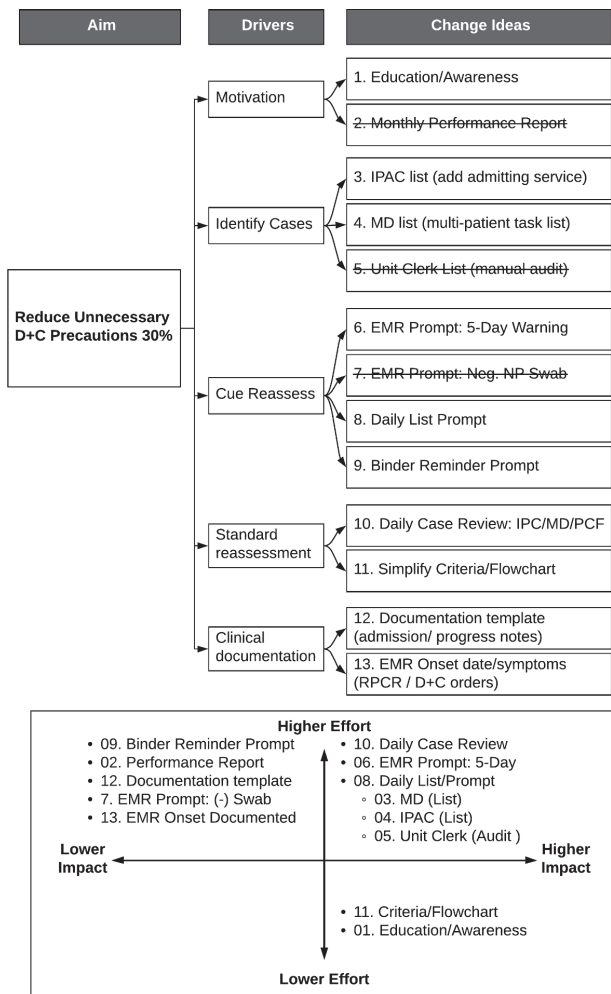 Aim
Drivers
Change Ideas
Motivation
1. Education/Awareness
2. Monthly Performance Report
Identify Cases
3. IPAC list (add admitting service)
4. MD list (multi-patient task list)
5. Unit Clerk List (manual audit)
Reduce Unnecessary
D+C Precautions 30%
Cue Reassess
6. EMR Prompt: 5-Day Warning
7. EMR Prompt: Neg. NP Swab
8. Daily List Prompt
9. Binder Reminder Prompt
Standard
reassessment
10. Daily Case Review: IPC/MD/PCF
11. Simplify Criteria/Flowchart
Clinical
documentation
12. Documentation template
(admission/ progress notes)
13. EMR Onset date/symptoms
(RPCR / D+C orders)
Higher Effort
• 09. Binder Reminder Prompt
• 02. Performance Report
• 12. Documentation template
• 7. EMR Prompt: (-) Swab
• 13. EMR Onset Documented
• 10. Daily Case Review
• 06. EMR Prompt: 5-Day
• 08. Daily List/Prompt
◦ 03. MD (List)
◦ 04. IPAC (List)
◦ 05. Unit Clerk (Audit )
Lower
Impact
Higher
Impact
• 11. Criteria/Flowchart
• 01. Education/Awareness
Lower Effort